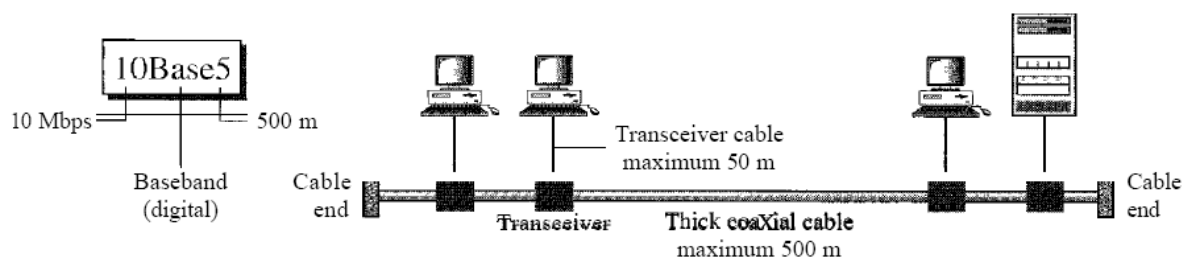 10Base5
10 Mbps
500 m
Baseband
(digital)
Transceiver cable
maximum 50 m
Cable
end
Transceiver
Thick coaXial cable
maximum 500 m
Cable
end